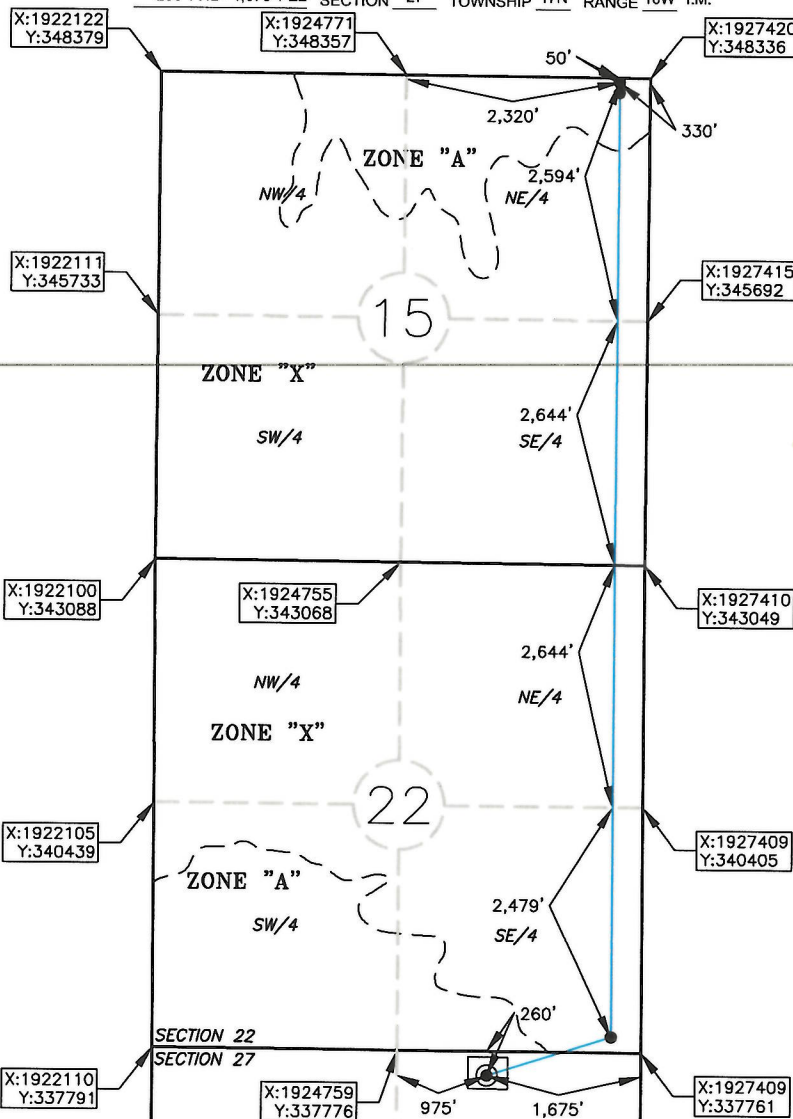 SECTION 27 TOWNSHIP 17N RANGE I.M.
X:1922122
Y:348379
X:1924771
Y:348357
X:1927420
Y:348336
50'
2,320'
330'
ZONE "A"
2,594'
NW/4
NE/4
X:1922111
Y:345733
X:1927415
Y:345692
15
ZONE "X"
2,644'
SW/4
SE/4
X:1922100
Y:343088
X:1924755
Y:343068
X:1927410
Y:343049
2,644'
NW/4
NE/4
ZONE "X"
22
X:1922105
Y:340439
X:1927409
Y:340405
ZONE "A"
2,479'
SW/4
SE/4
260'
SECTION 22
SECTION 27
X:1922110
Y:337791
X:1924759
Y:337776
975'
1,675'
X:1927409
Y:337761